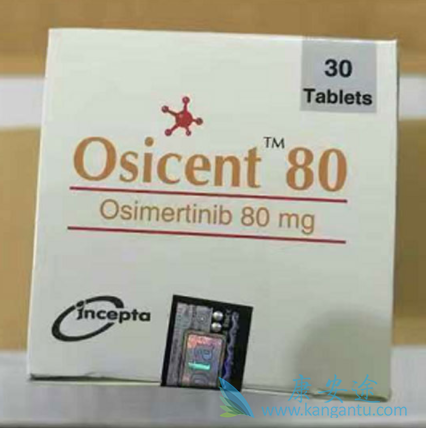 30
Tablets
Osicent™ 80
Osimertinib 80 mg
incepta
康安途
www.kangantu.com